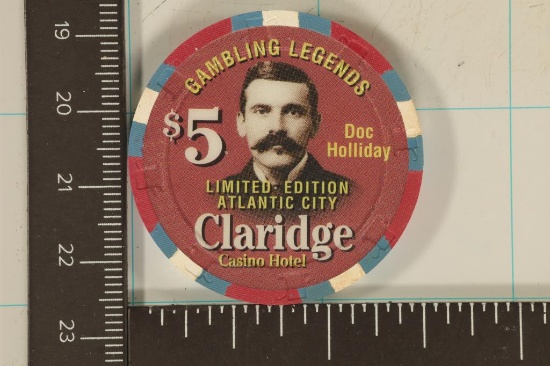 GAMBLING LEGENDS
$5
Doc
Holliday
LIMITED·EDITION
ATLANTIC CITY
Claridge
Casino Hotel
19
20
21
22
23